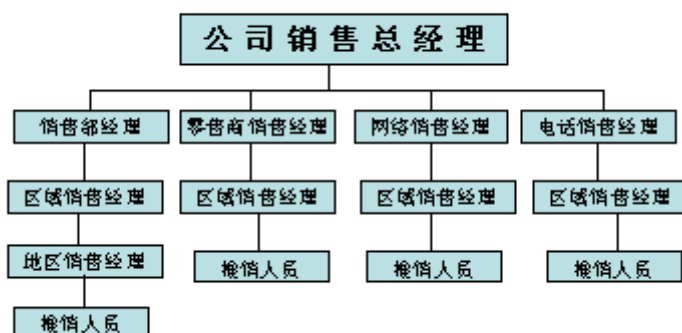 公司销售总经理
销售部经理 零售商销售经理 网络销售经理 电话销售经理
区域销售经理 区域销售经理 区域销售经理 区域销售经理
地区销售经理 推销人员 推销人员 推销人员
推销人员